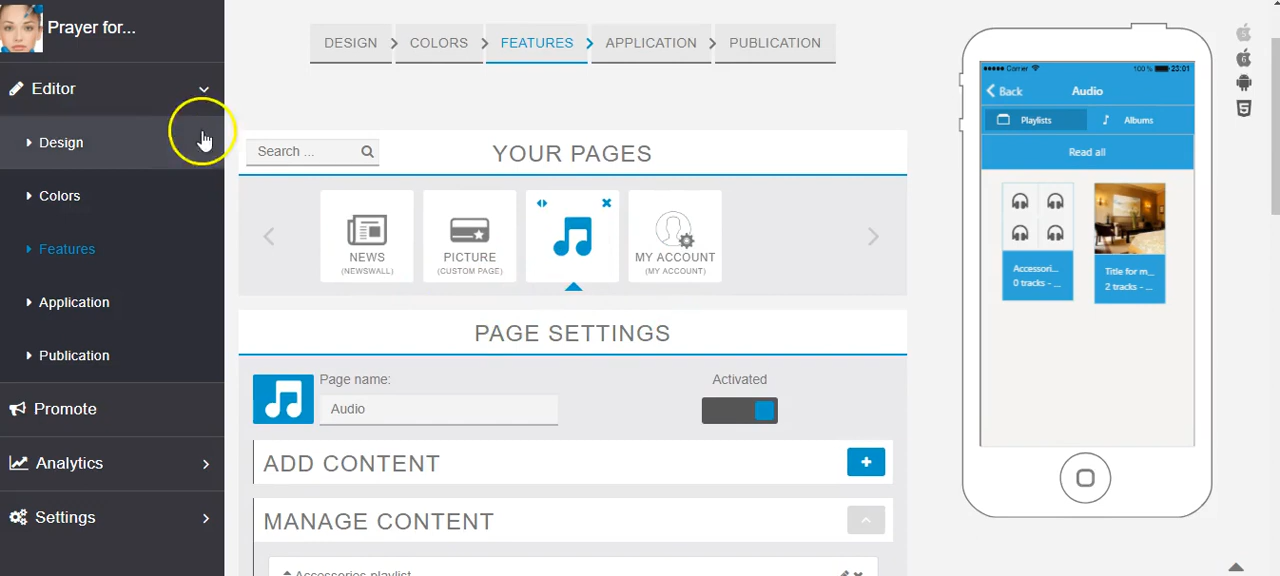 Prayer for...
Editor
Design
Colors
Features
Application
Publication
Promote
Analytics
Settings
DESIGN
COLORS
FEATURES
APPLICATION
PUBLICATION
Search ...
YOUR PAGES
NEWS
(NEWSWALL)
PICTURE
(CUSTOM PAGE)
MY ACCOUNT
(MY ACCOUNT)
PAGE SETTINGS
Page name:
Audio
Activated
ADD CONTENT
MANAGE CONTENT
Accessories playlist
Carrier
100 %
23:01
Back
Audio
Playlists
Albums
Read all
Accessori...
0 tracks - ...
Title for m...
2 tracks - ...